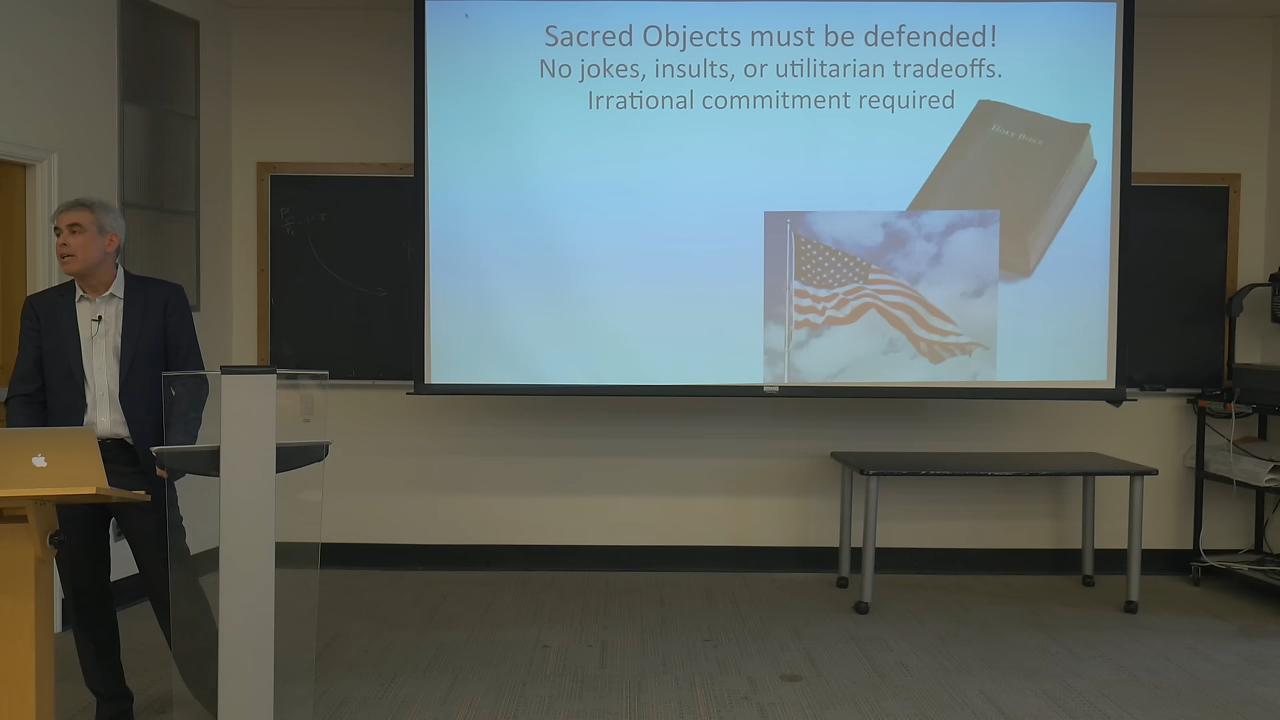 Sacred Objects must be defended!
No jokes, insults, or utilitarian tradeoffs.
Irrational commitment required
HOLY BIBLE